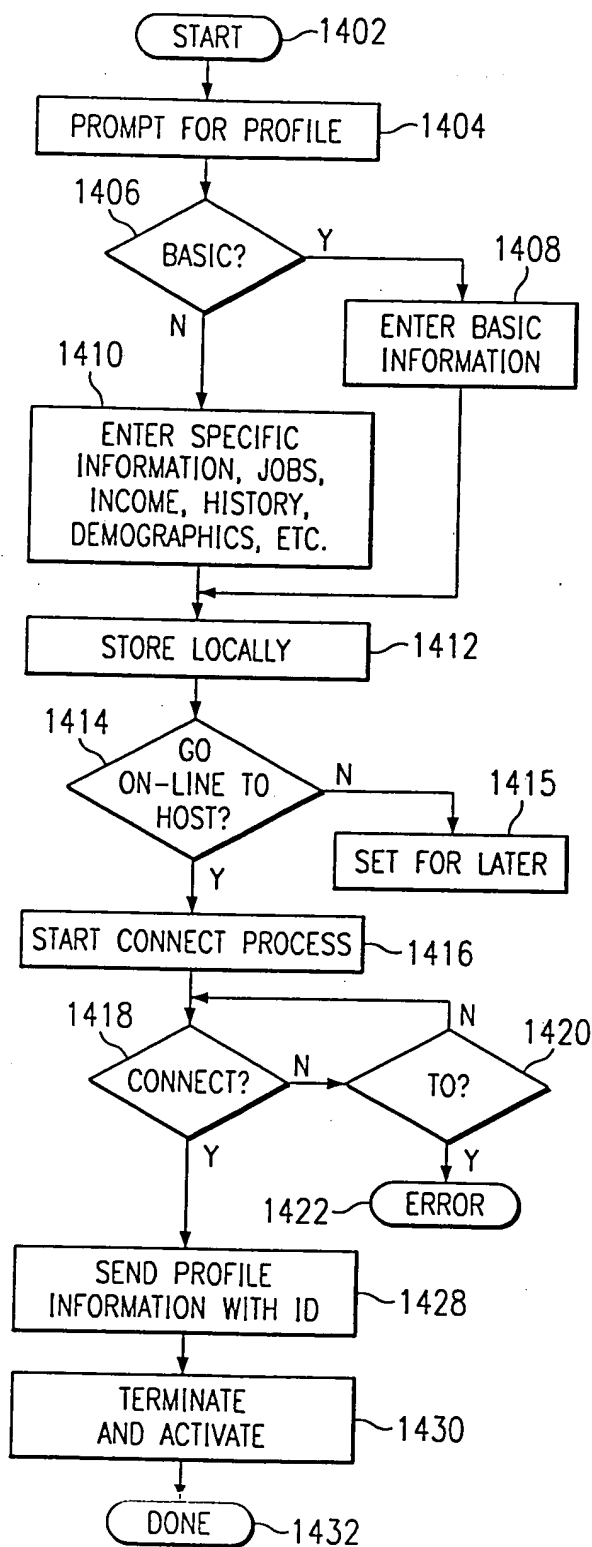 START
1402
PROMPT FOR PROFILE
1404
1406
BASIC?
Y
N
1408
ENTER BASIC
INFORMATION
1410
ENTER SPECIFIC
INFORMATION, JOBS,
INCOME, HISTORY,
DEMOGRAPHICS, ETC.
STORE LOCALLY
1412
1414
GO
ON-LINE TO
HOST?
N
Y
1415
SET FOR LATER
START CONNECT PROCESS
1416
1418
CONNECT?
N
Y
1420
TO?
N
Y
1422
ERROR
SEND PROFILE
INFORMATION WITH ID
1428
TERMINATE
AND ACTIVATE
1430
DONE
1432